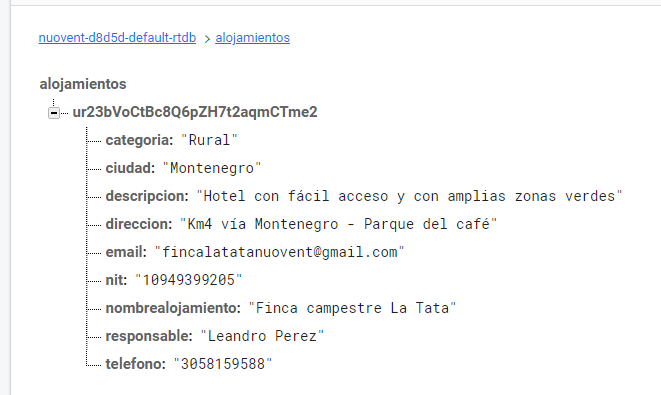 nuovent-d8d5d-default-rtdb > alojamientos
alojamientos
ur23bVoCtBc8Q6pZH7t2aqmCTme2
categoria: "Rural"
ciudad: "Montenegro"
descripcion: "Hotel con fácil acceso y con amplias zonas verdes"
direccion: "Km4 vía Montenegro - Parque del café"
email: "fincalatatanuovent@gmail.com"
nit: "10949399205"
nombrealojamiento: "Finca campestre La Tata"
responsable: "Leandro Perez"
telefono: "3058159588"